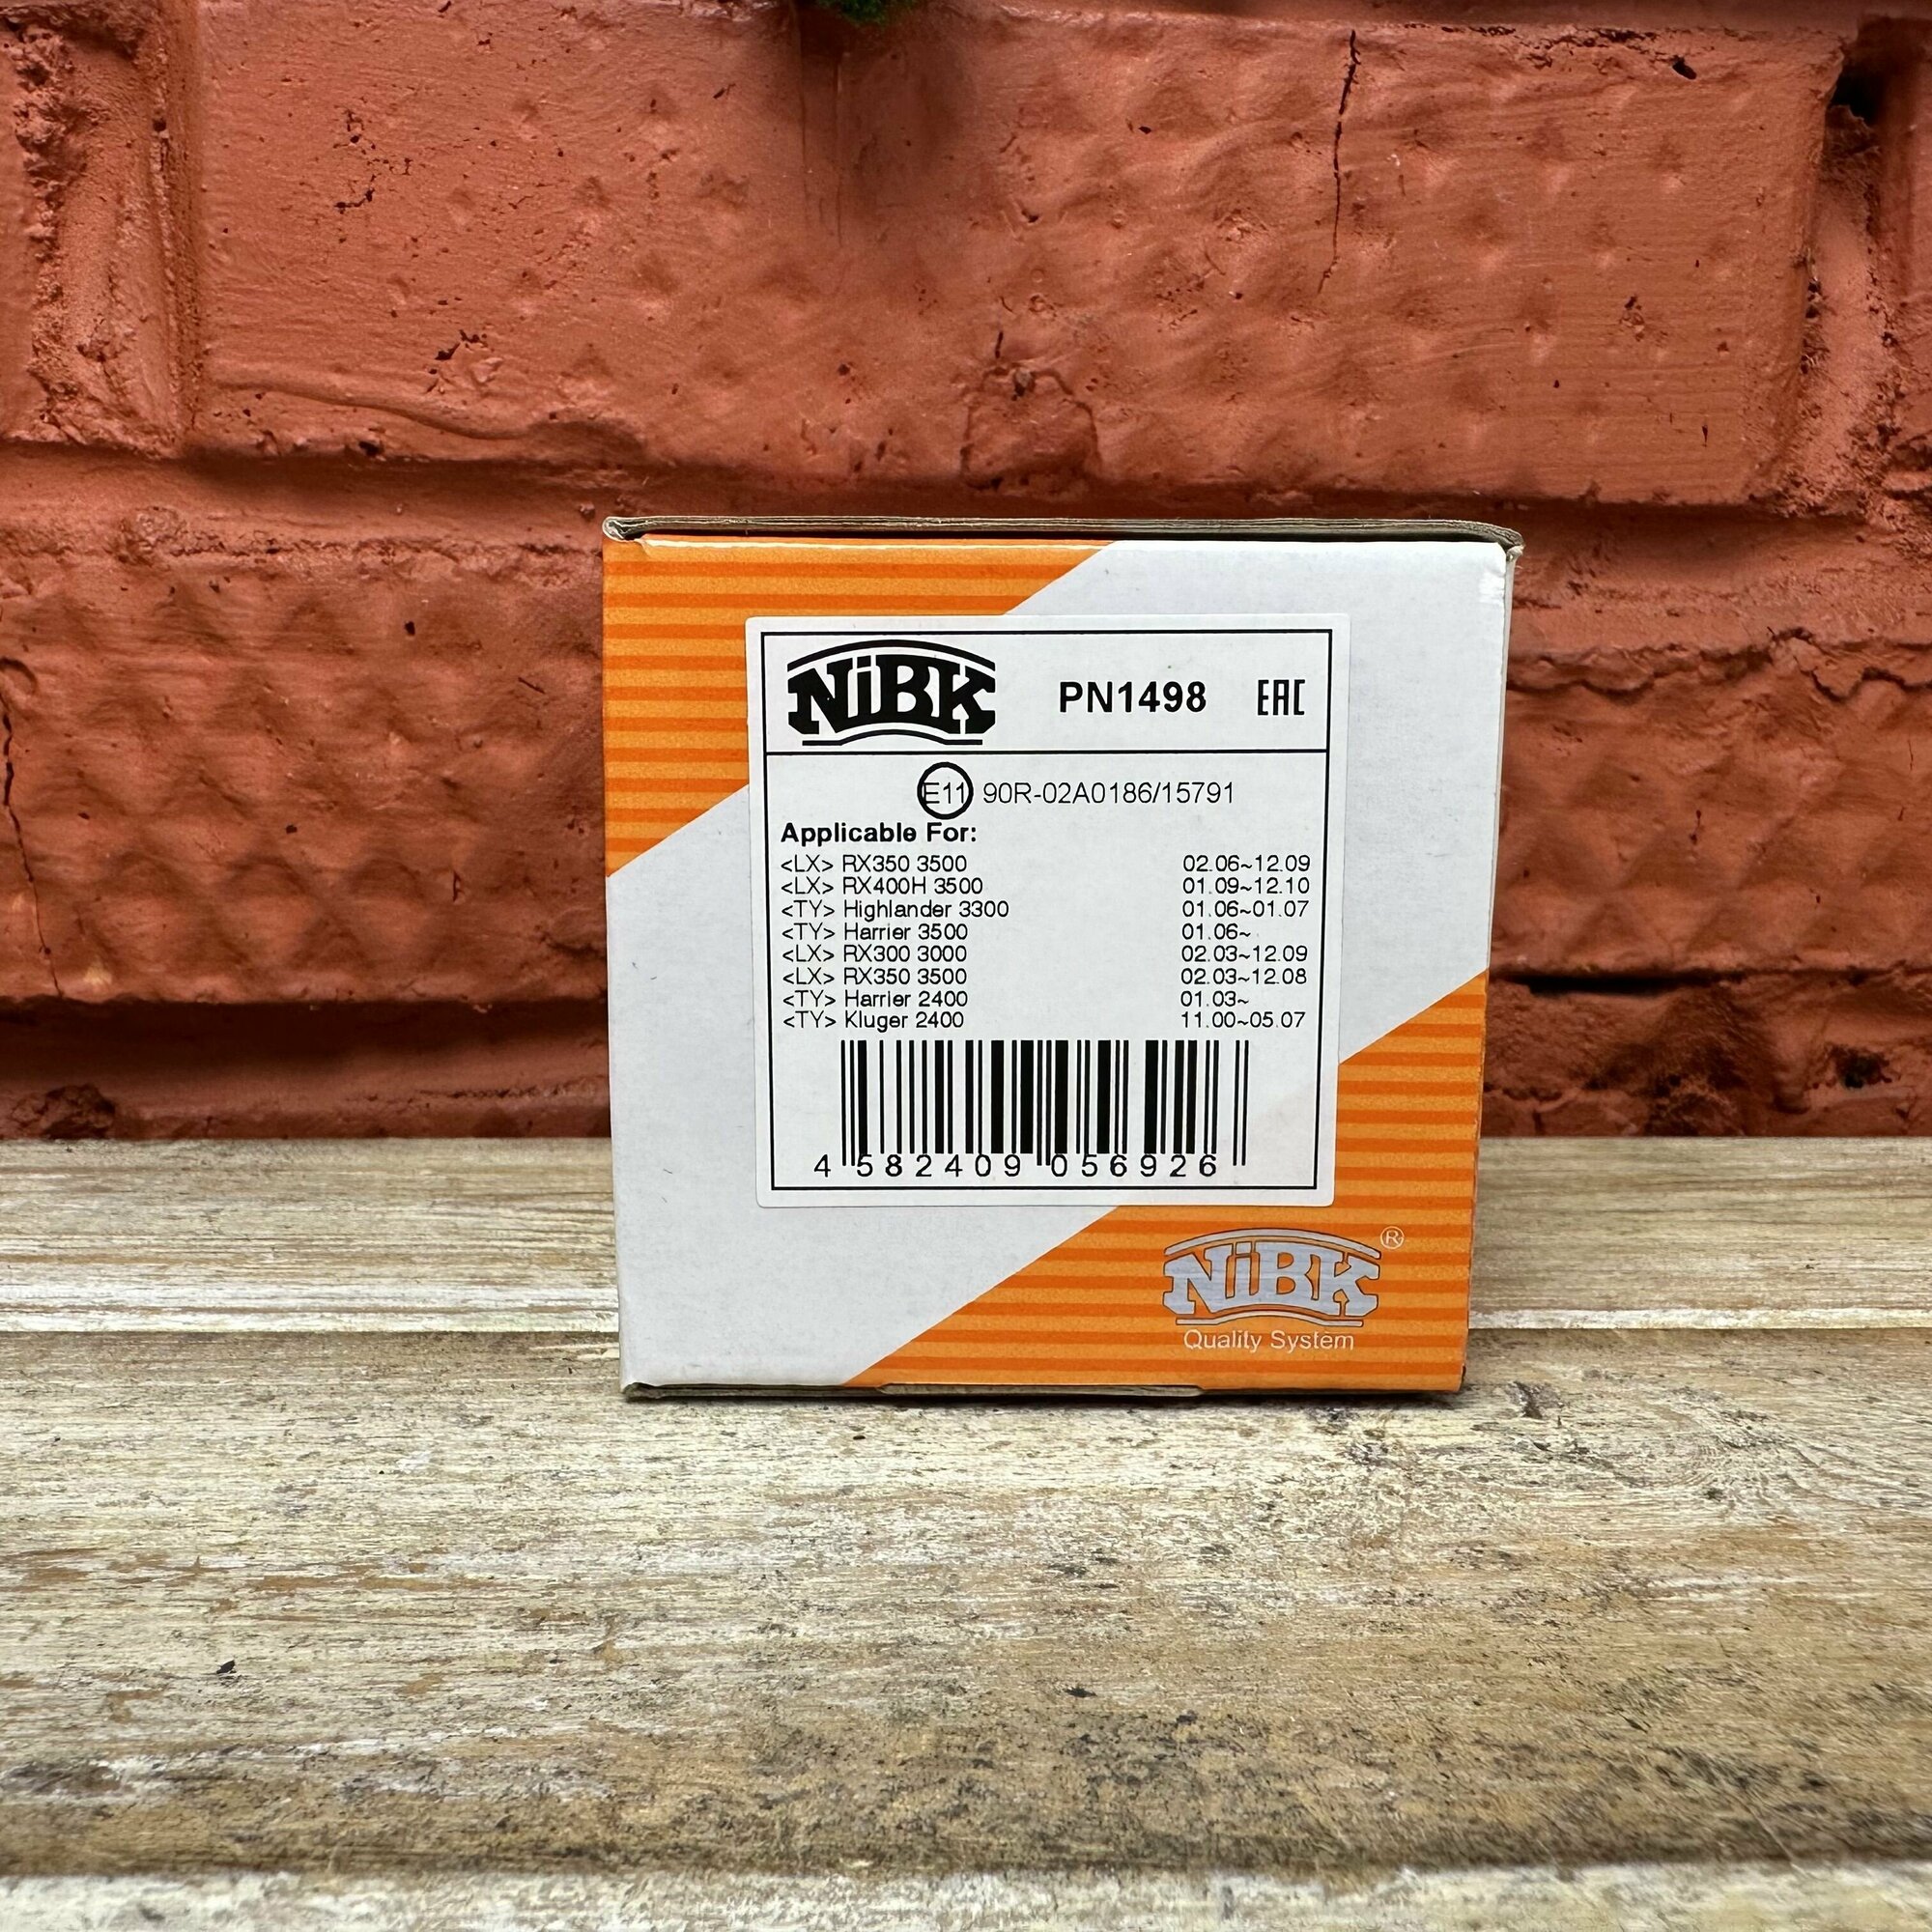 NiBK PN1498 EAC
E11 90R-02A0186/15791
Applicable For:
<LX> RX350 3500 02.06~12.09
<LX> RX400H 3500 01.09~12.10
<TY> Highlander 3300 01.06~01.07
<TY> Harrier 3500 01.06~
<LX> RX300 3000 02.03~12.09
<LX> RX350 3500 02.03~12.08
<TY> Harrier 2400 01.03~
<TY> Kluger 2400 11.00~05.07
4 582409 056926
NiBK ®
Quality System